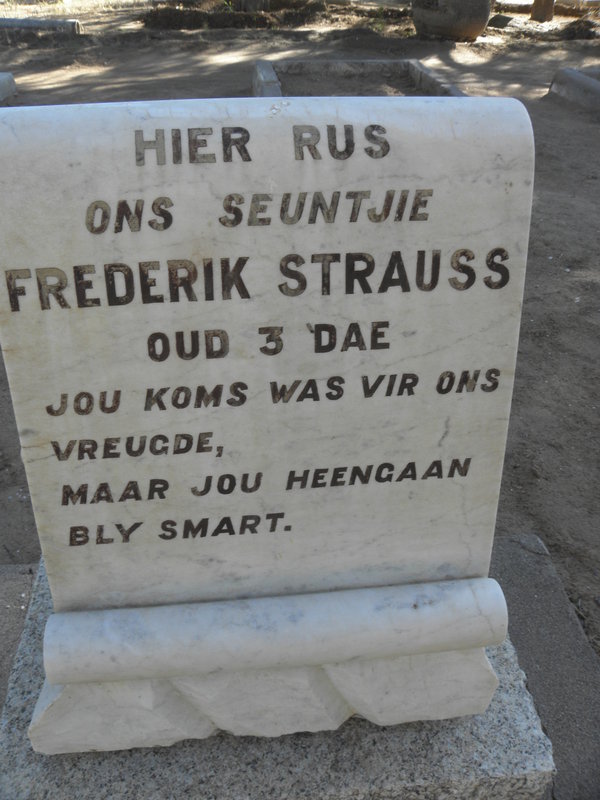 HIER RUS
ONS SEUNTJIE
FREDERIK STRAUSS
OUD 3 DAE
JOU KOMS WAS VIR ONS
VREUGDE,
MAAR JOU HEENGAAN
BLY SMART.